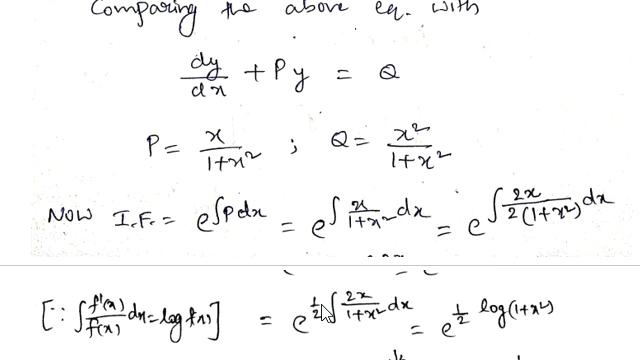 Comparing the above eq. with
dy/dx + Py = Q
P = x/(1+x²) ; Q = x²/(1+x²)
Now I.F. = e^∫Pdx = e^∫ x/(1+x²) dx = e^∫ 2x/(2(1+x²)) dx
[∵ ∫ f'(x)/f(x) dx = log f(x)] = e^½∫ 2x/(1+x²) dx = e^½ log(1+x²)